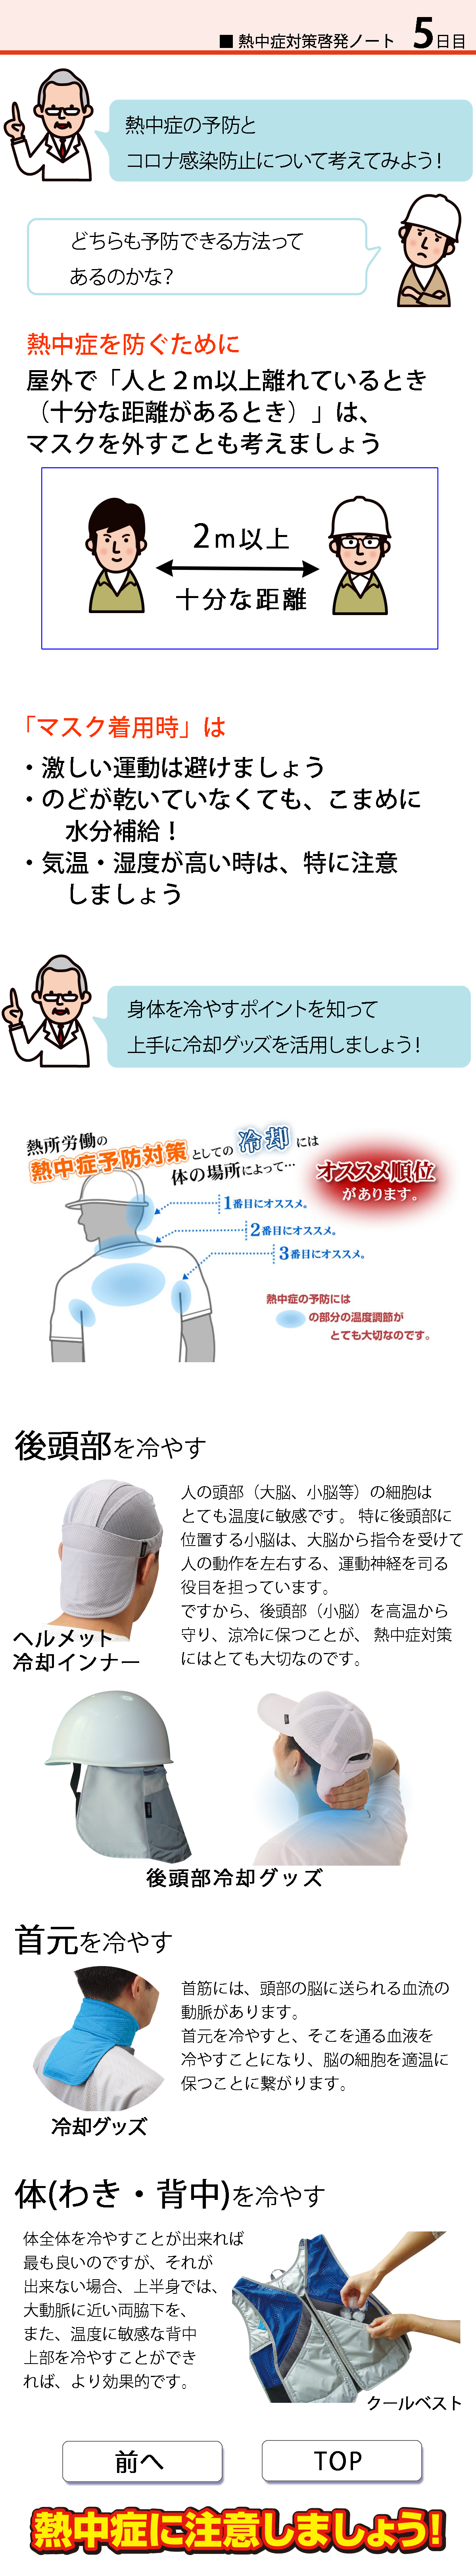 ■ 熱中症対策啓発ノート 5日目
熱中症の予防と
コロナ感染防止について考えてみよう！
どちらも予防できる方法って
あるのかな？
熱中症を防ぐために
屋外で「人と２ｍ以上離れているとき
（十分な距離があるとき）」は、
マスクを外すことも考えましょう
2ｍ以上
十分な距離
「マスク着用時」は
・激しい運動は避けましょう
・のどが乾いていなくても、こまめに
水分補給！
・気温・湿度が高い時は、特に注意
しましょう
身体を冷やすポイントを知って
上手に冷却グッズを活用しましょう！
熱所労働の
熱中症予防対策としての冷却には
体の場所によって…
オススメ順位
があります。
1番目にオススメ。
2番目にオススメ。
3番目にオススメ。
熱中症の予防には
の部分の温度調節が
とても大切なのです。
後頭部を冷やす
人の頭部（大脳、小脳等）の細胞は
とても温度に敏感です。 特に後頭部に
位置する小脳は、大脳から指令を受けて
人の動作を左右する、運動神経を司る
役目を担っています。
ですから、後頭部（小脳）を高温から
守り、涼冷に保つことが、 熱中症対策
にはとても大切なのです。
ヘルメット
冷却インナー
後頭部冷却グッズ
首元を冷やす
首筋には、頭部の脳に送られる血流の
動脈があります。
首元を冷やすと、そこを通る血液を
冷やすことになり、脳の細胞を適温に
保つことに繋がります。
冷却グッズ
体(わき・背中)を冷やす
体全体を冷やすことが出来れば
最も良いのですが、それが
出来ない場合、上半身では、
大動脈に近い両脇下を、
また、温度に敏感な背中
上部を冷やすことができ
れば、より効果的です。
クールベスト
前へ
TOP
熱中症に注意しましょう！